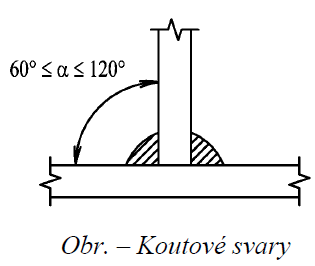 60° ≤ α ≤ 120°
Obr. – Koutové svary